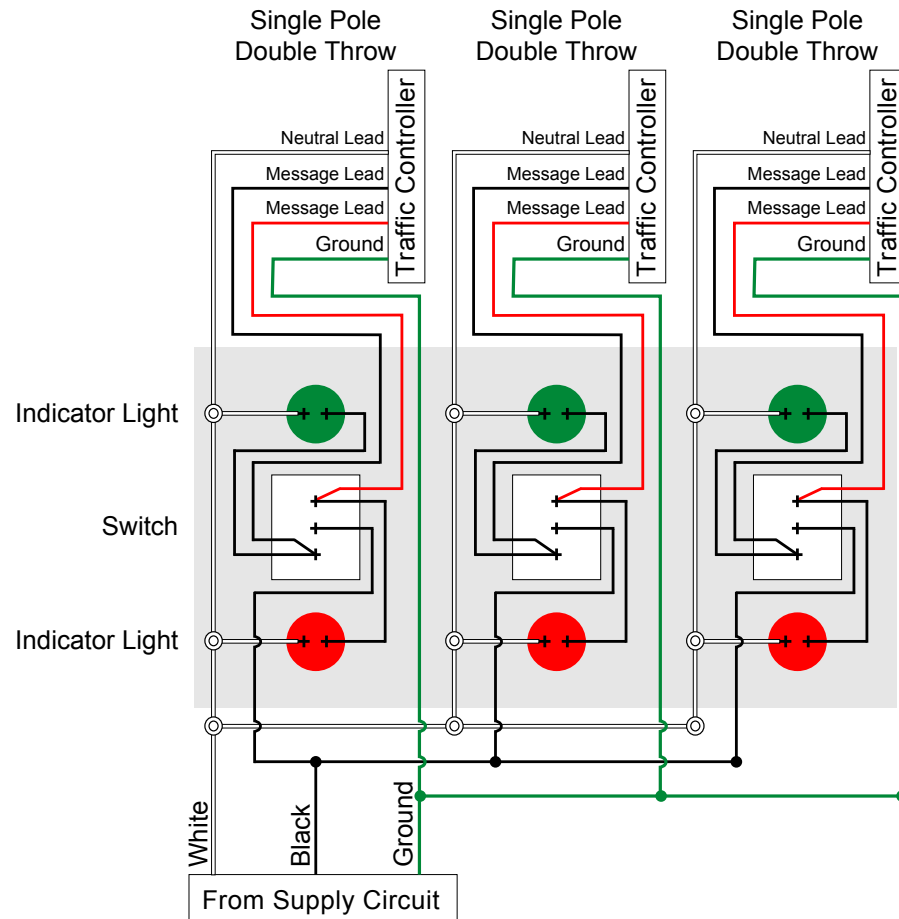 Single Pole
Double Throw
Single Pole
Double Throw
Single Pole
Double Throw
Neutral Lead
Message Lead
Message Lead
Ground
Traffic Controller
Neutral Lead
Message Lead
Message Lead
Ground
Traffic Controller
Neutral Lead
Message Lead
Message Lead
Ground
Traffic Controller
Indicator Light
Switch
Indicator Light
White
Black
Ground
From Supply Circuit